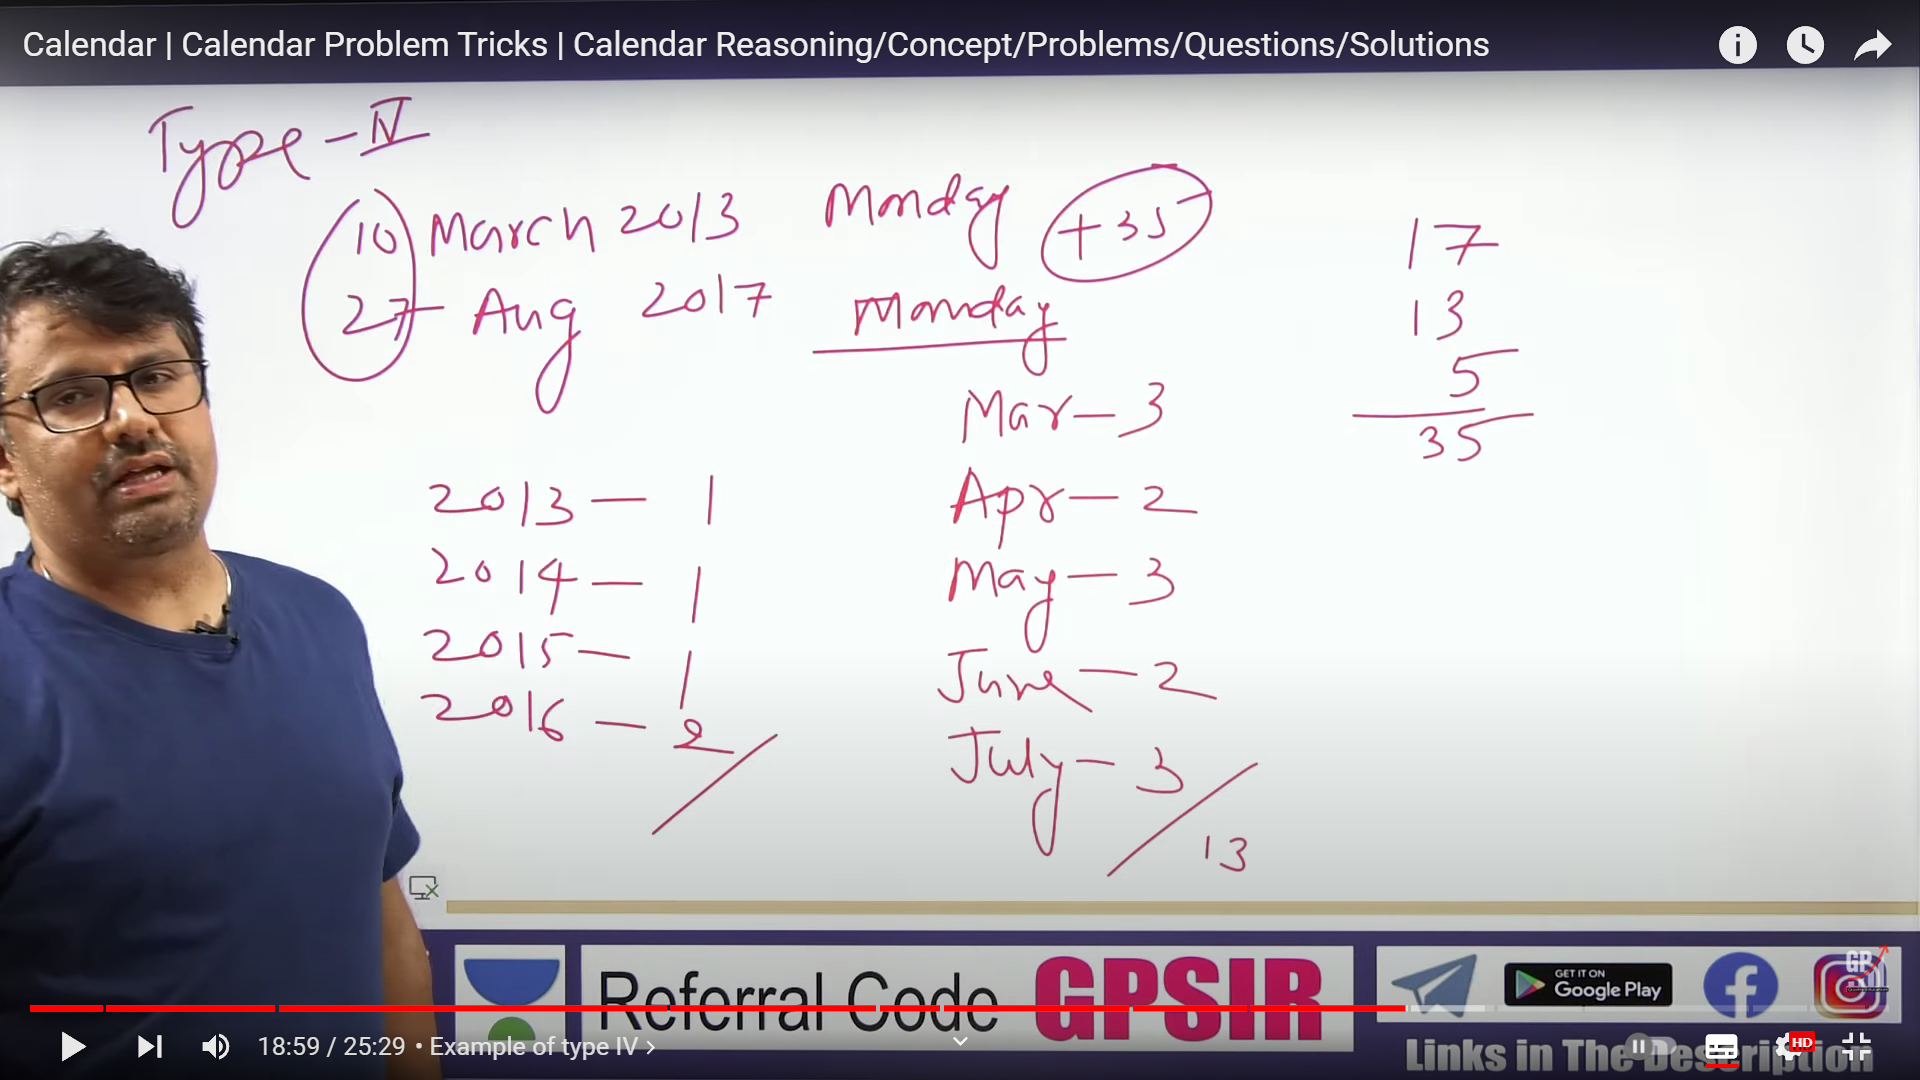 Calendar | Calendar Problem Tricks | Calendar Reasoning/Concept/Problems/Questions/Solutions
Type - IV
10 March 2013 Monday +35
27 Aug 2017 Monday
17
13
5
35
2013 — 1
2014 — 1
2015 — 1
2016 — 2
Mar — 3
Apr — 2
May — 3
June — 2
July — 3
13
Referral Code GPSIR
GET IT ON
Google Play
Links in The Description
18:59 / 25:29 • Example of type IV
HD